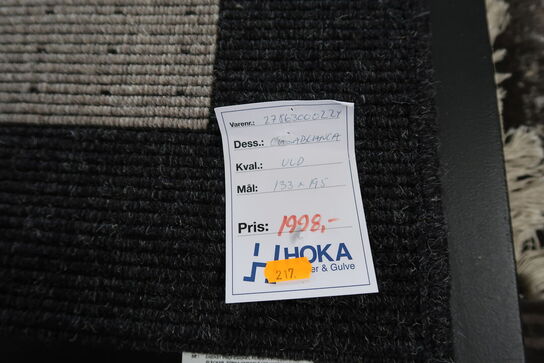 Varenr.: 27863000224
Dess.: CASABLANCA
Kval.: ULD
Mål: 133 x 195
Pris: 1998,-
HOKA
er & Gulve
217.